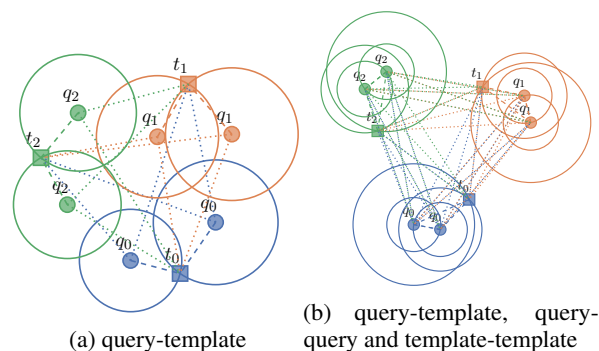 t1
q2
q1
q1
t2
q2
q0
q0
t0
(a) query-template
q2
q2
t1
q1
q1
t2
t0
q0
q0
(b) query-template, query-
query and template-template